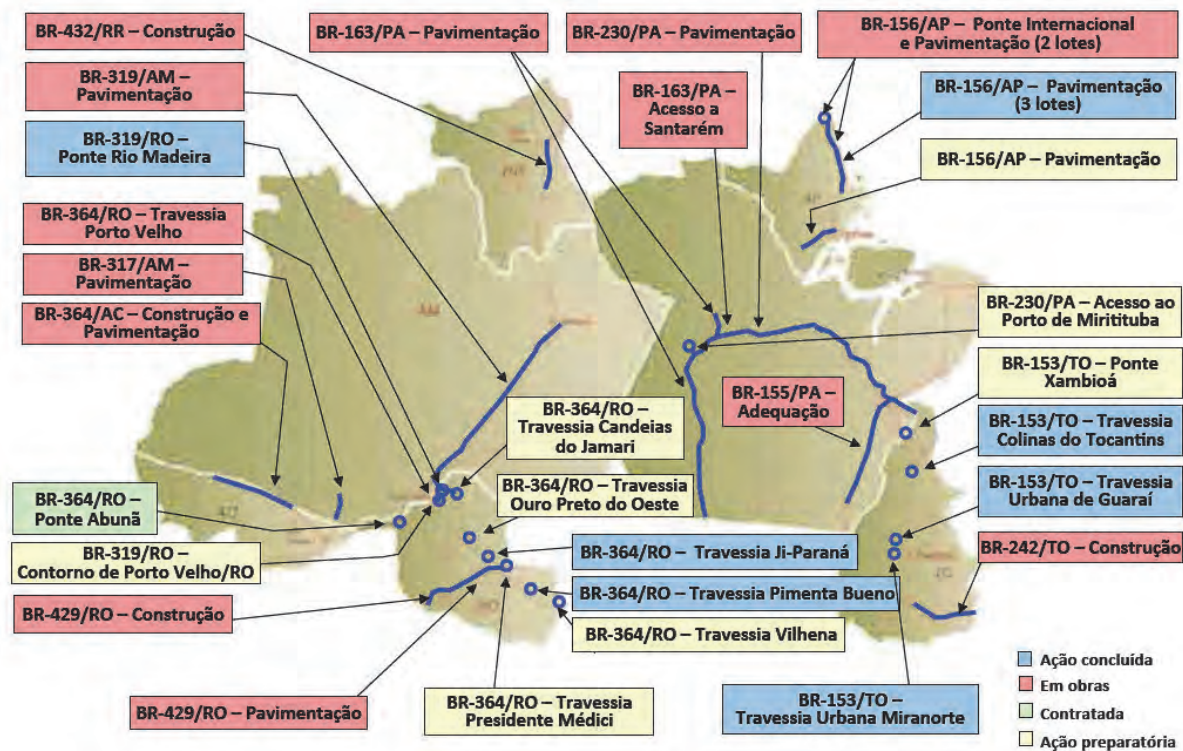 BR-432/RR – Construção
BR-163/PA – Pavimentação
BR-230/PA – Pavimentação
BR-156/AP – Ponte Internacional
e Pavimentação (2 lotes)
BR-319/AM –
Pavimentação
BR-163/PA –
Acesso a
Santarém
BR-156/AP – Pavimentação
(3 lotes)
BR-319/RO –
Ponte Rio Madeira
BR-156/AP – Pavimentação
BR-364/RO – Travessia
Porto Velho
BR-317/AM –
Pavimentação
BR-364/AC – Construção e
Pavimentação
BR-230/PA – Acesso ao
Porto de Miritituba
BR-153/TO – Ponte
Xambioá
BR-155/PA –
Adequação
BR-364/RO –
Travessia Candeias
do Jamari
BR-153/TO – Travessia
Colinas do Tocantins
BR-364/RO – Travessia
Ouro Preto do Oeste
BR-153/TO – Travessia
Urbana de Guaraí
BR-364/RO –
Ponte Abunã
BR-319/RO –
Contorno de Porto Velho/RO
BR-364/RO – Travessia Ji-Paraná
BR-242/TO – Construção
BR-364/RO – Travessia Pimenta Bueno
BR-429/RO – Construção
BR-364/RO – Travessia Vilhena
BR-429/RO – Pavimentação
BR-364/RO – Travessia
Presidente Médici
BR-153/TO –
Travessia Urbana Miranorte
Ação concluída
Em obras
Contratada
Ação preparatória
AM